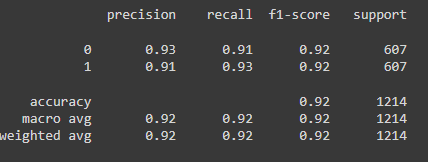 precision recall f1-score support
0 0.93 0.91 0.92 607
1 0.91 0.93 0.92 607
accuracy 0.92 1214
macro avg 0.92 0.92 0.92 1214
weighted avg 0.92 0.92 0.92 1214